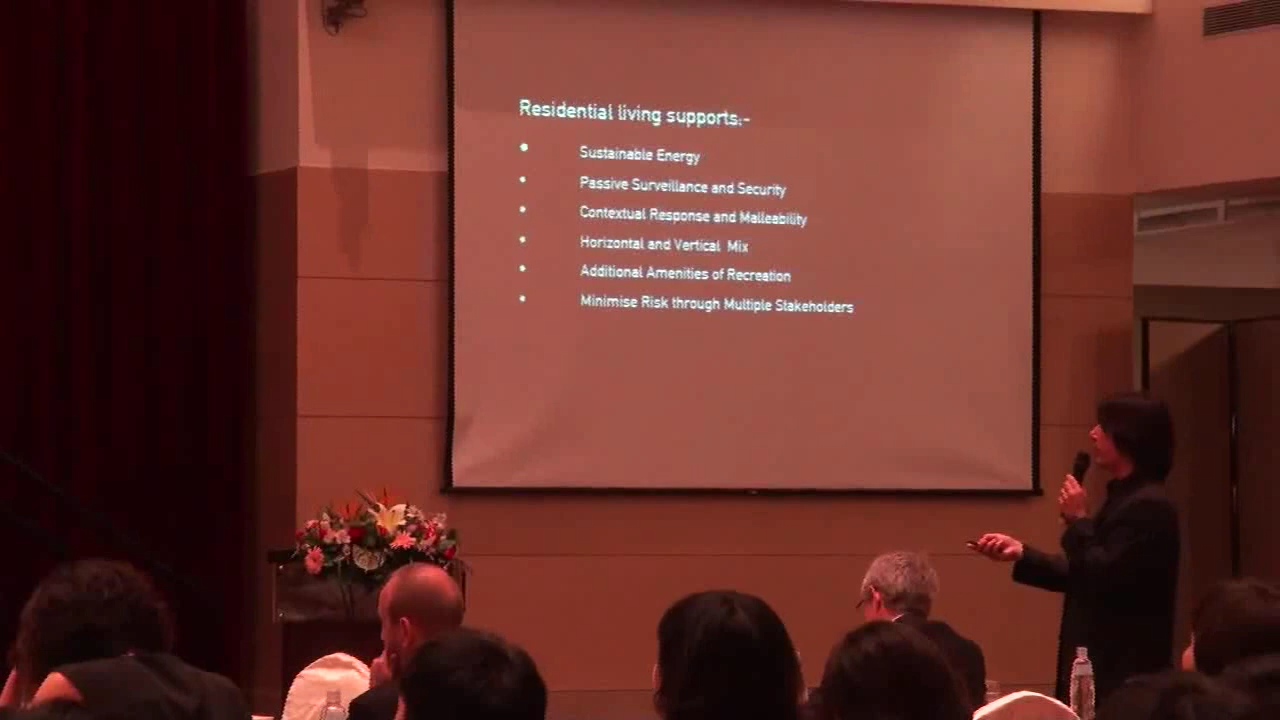 Residential living supports:-
• Sustainable Energy
• Passive Surveillance and Security
• Contextual Response and Malleability
• Horizontal and Vertical Mix
• Additional Amenities of Recreation
• Minimise Risk through Multiple Stakeholders